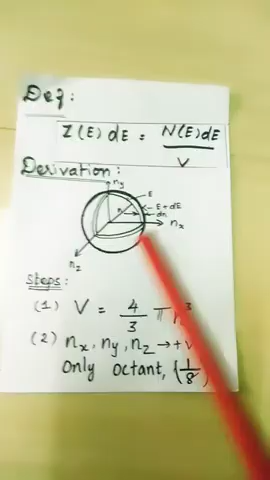 Def:
Z(E) dE = N(E)dE
V
Derivation:
ny
E
E + dE
dn
n
nx
nz
Steps:
(1) V = 4/3 π
(2) nx, ny, nz → +v
Only octant, (1/8)